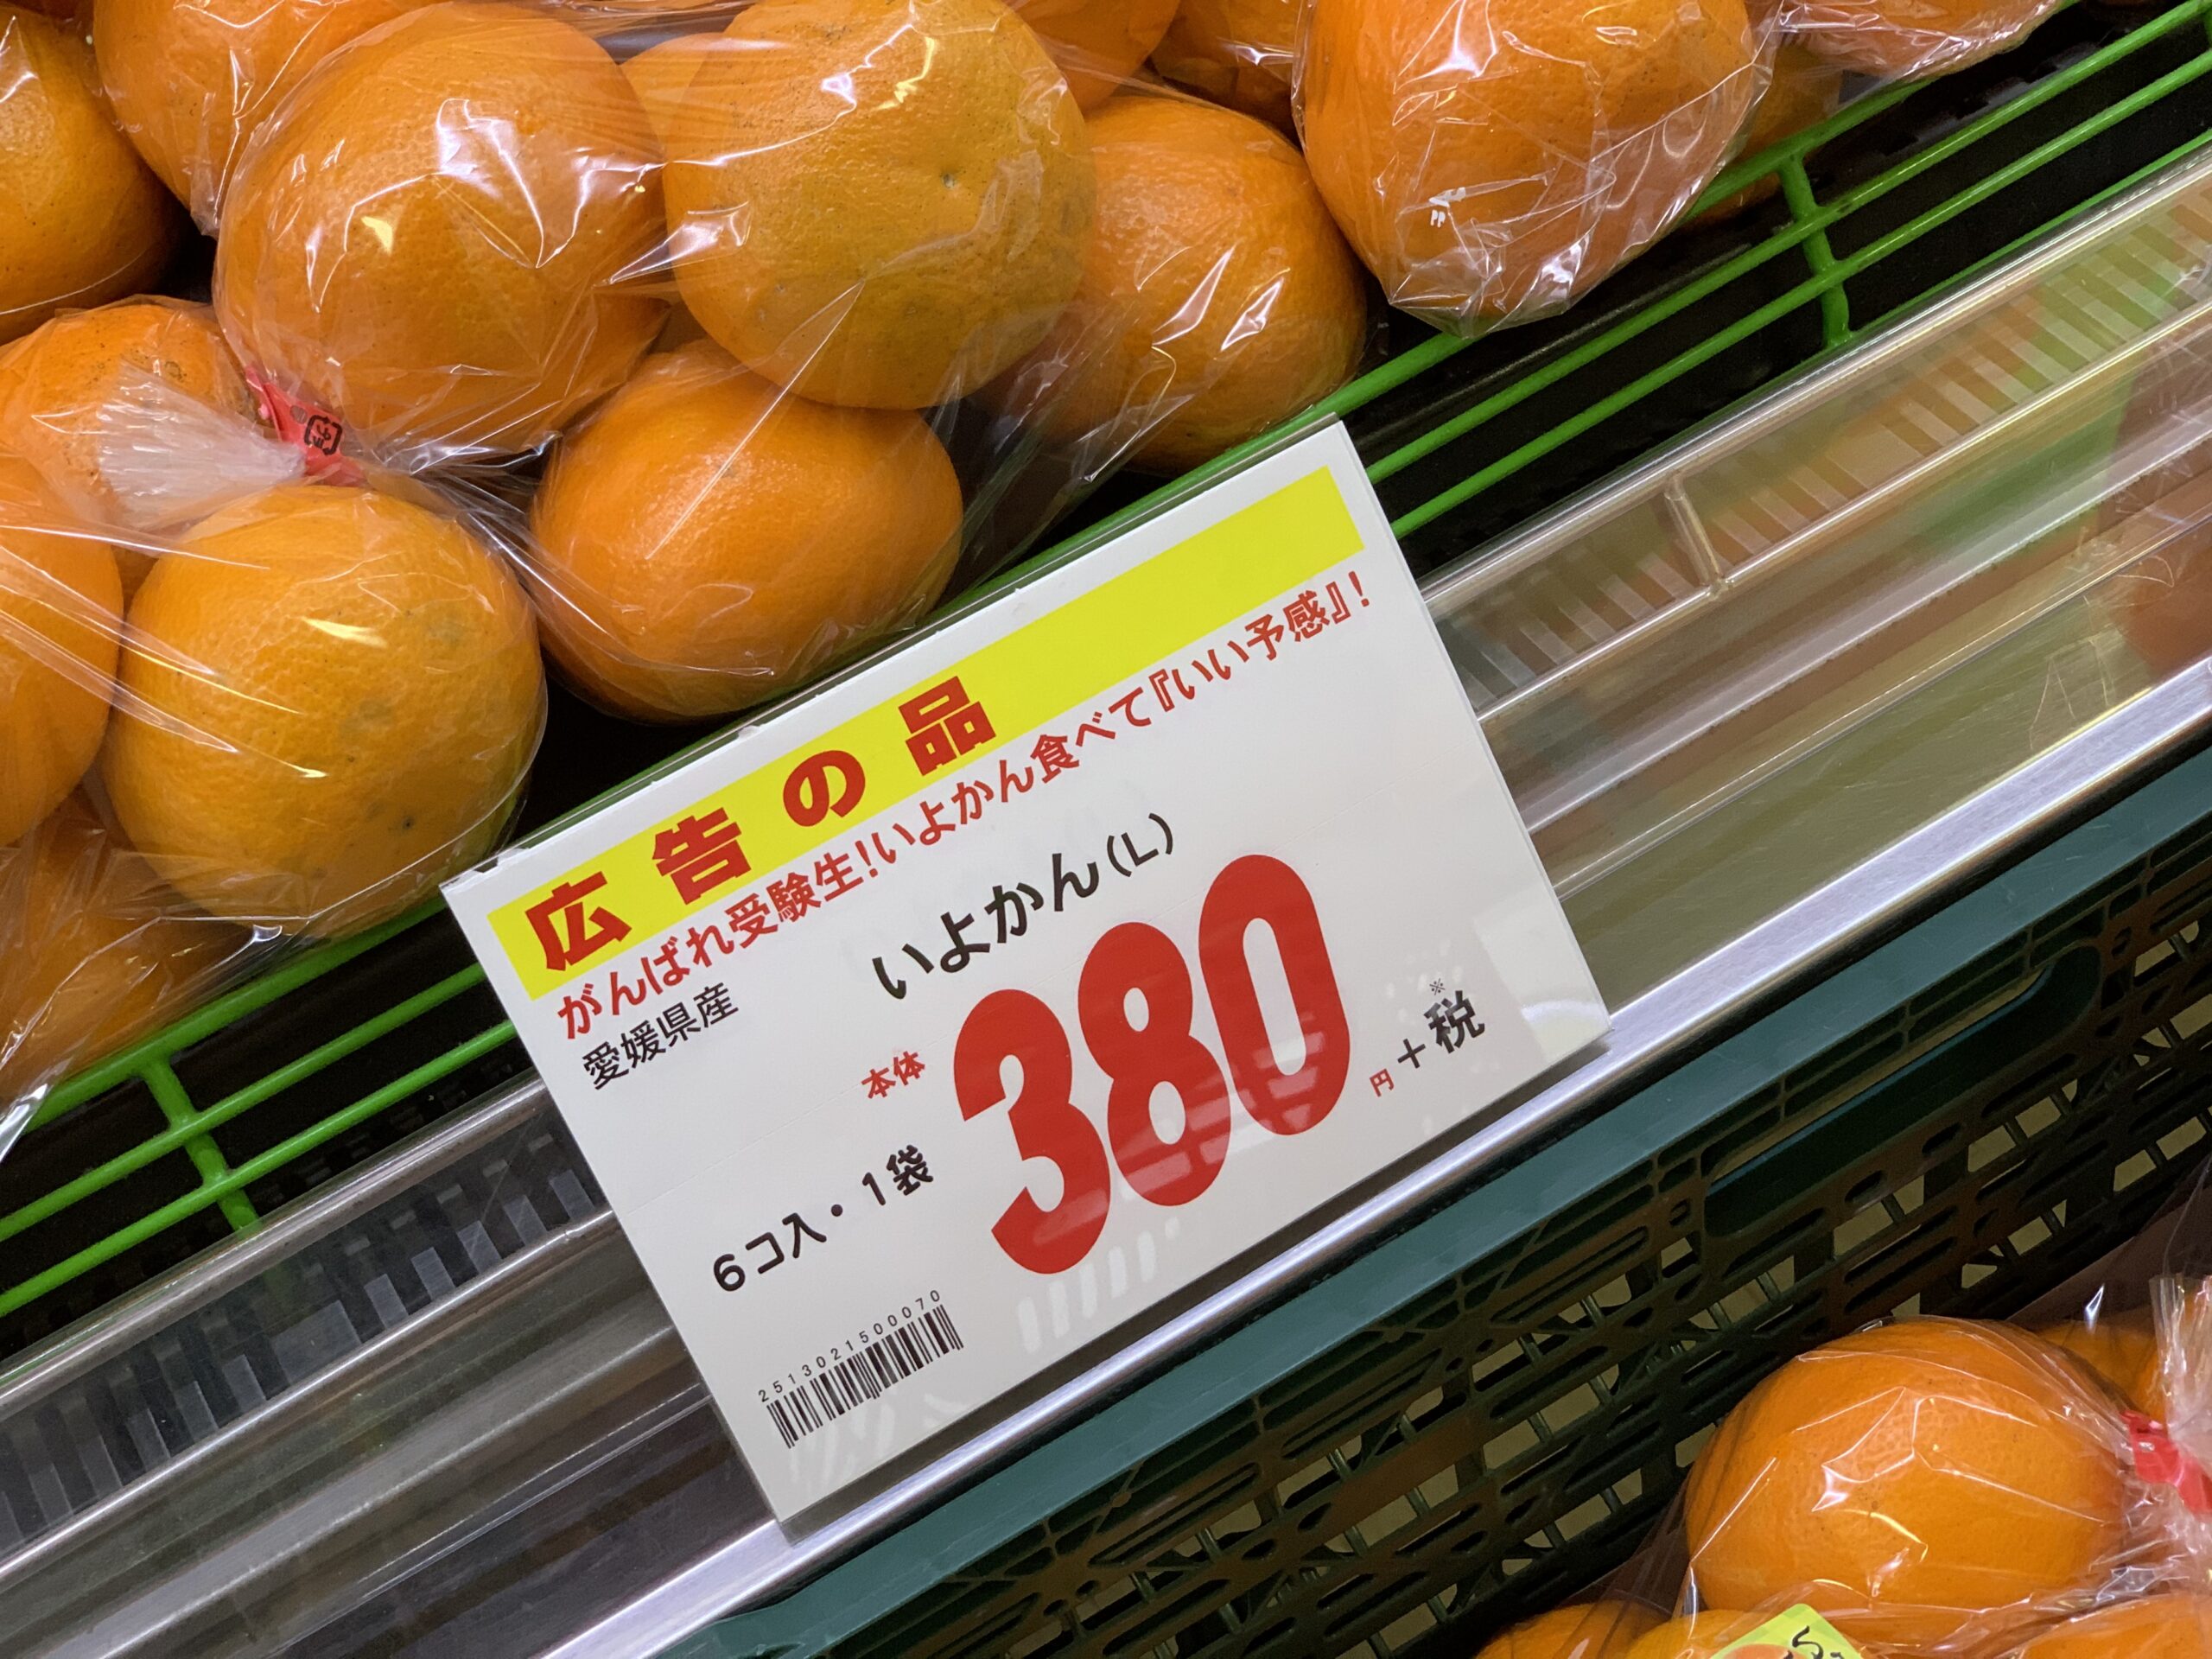 広告の品
がんばれ受験生！いよかん食べて『いい予感』！
愛媛県産
いよかん(L)
本体
380
円
+税
※
6コ入・1袋
2513021500070
PP